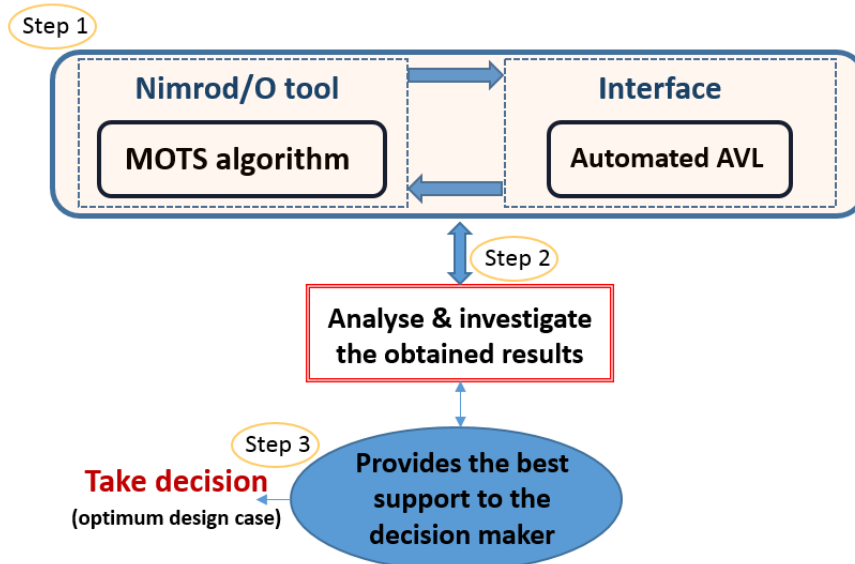 Step 1
Nimrod/O tool
Interface
MOTS algorithm
Automated AVL
Step 2
Analyse & investigate
the obtained results
Step 3
Provides the best
support to the
decision maker
Take decision
(optimum design case)